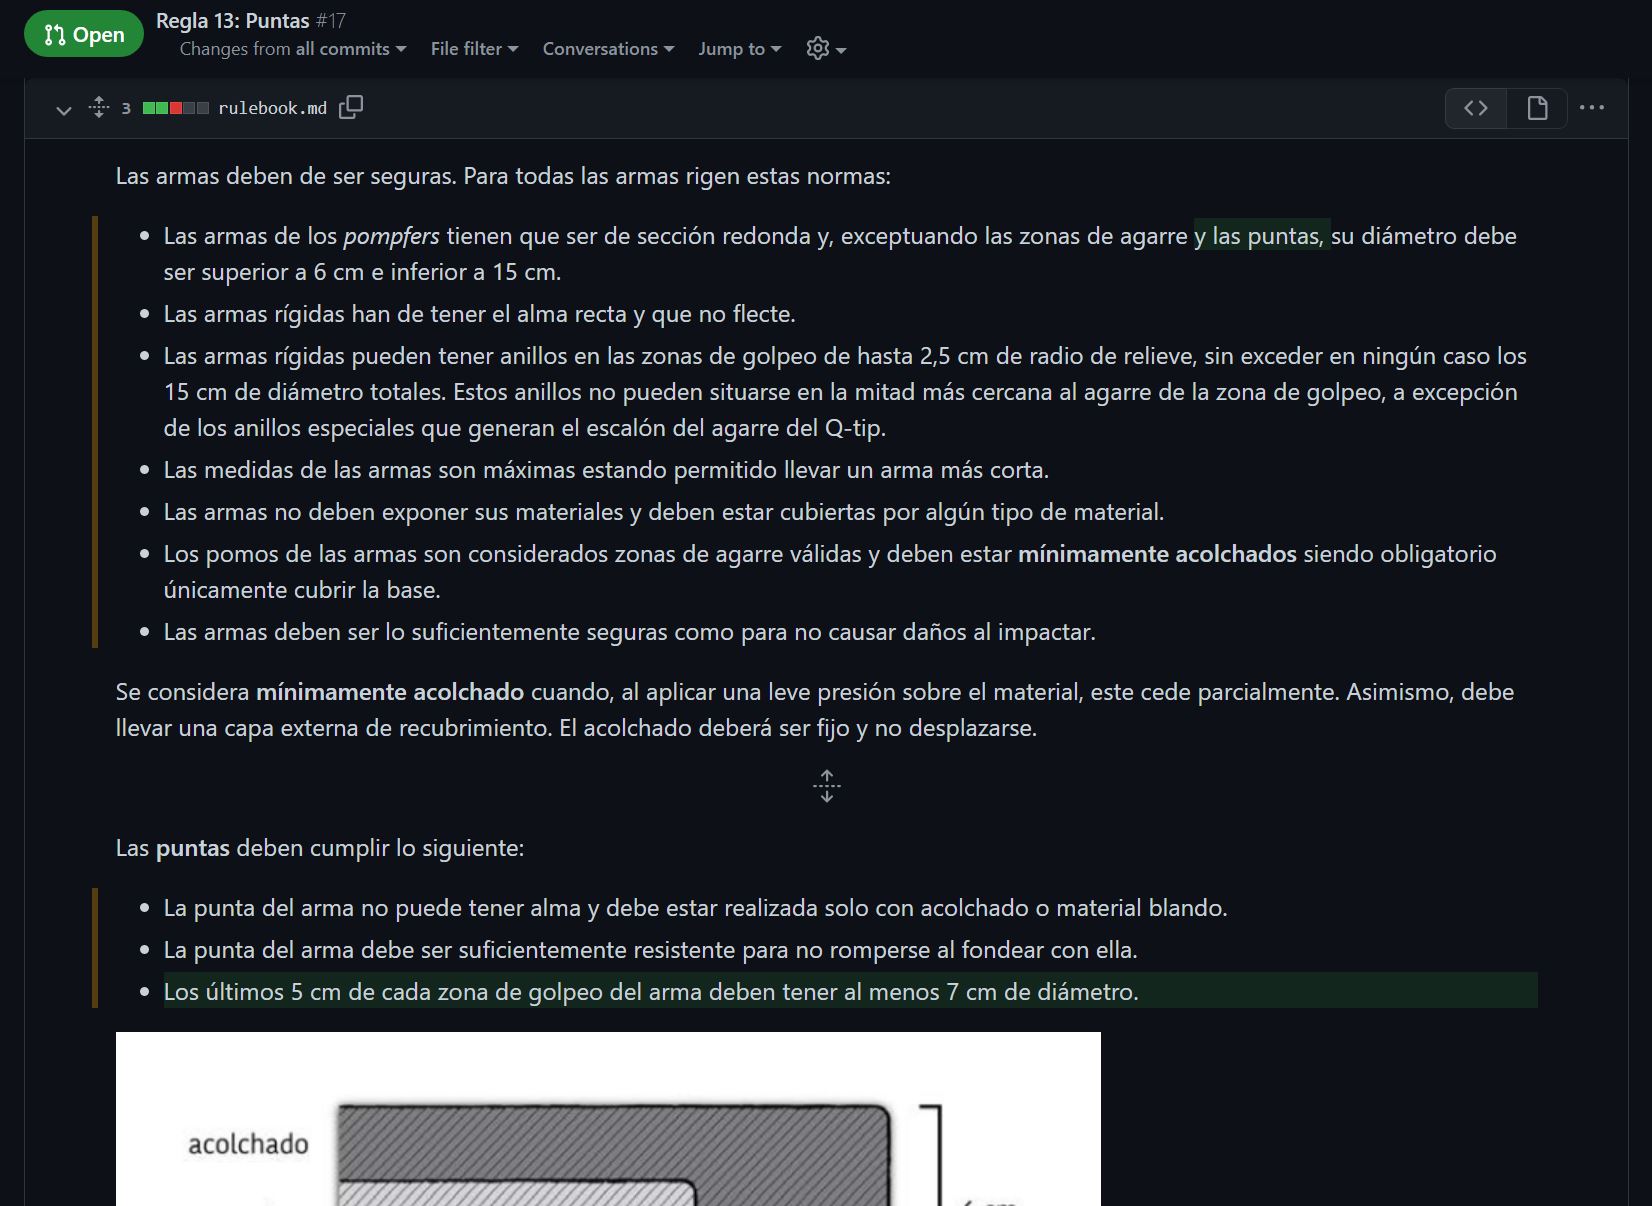 Open
Regla 13: Puntas #17
Changes from all commits File filter Conversations Jump to
3 rulebook.md
Las armas deben de ser seguras. Para todas las armas rigen estas normas:
Las armas de los pompfers tienen que ser de sección redonda y, exceptuando las zonas de agarre y las puntas, su diámetro debe
ser superior a 6 cm e inferior a 15 cm.
Las armas rígidas han de tener el alma recta y que no flecte.
Las armas rígidas pueden tener anillos en las zonas de golpeo de hasta 2,5 cm de radio de relieve, sin exceder en ningún caso los
15 cm de diámetro totales. Estos anillos no pueden situarse en la mitad más cercana al agarre de la zona de golpeo, a excepción
de los anillos especiales que generan el escalón del agarre del Q-tip.
Las medidas de las armas son máximas estando permitido llevar un arma más corta.
Las armas no deben exponer sus materiales y deben estar cubiertas por algún tipo de material.
Los pomos de las armas son considerados zonas de agarre válidas y deben estar mínimamente acolchados siendo obligatorio
únicamente cubrir la base.
Las armas deben ser lo suficientemente seguras como para no causar daños al impactar.
Se considera mínimamente acolchado cuando, al aplicar una leve presión sobre el material, este cede parcialmente. Asimismo, debe
llevar una capa externa de recubrimiento. El acolchado deberá ser fijo y no desplazarse.
Las puntas deben cumplir lo siguiente:
La punta del arma no puede tener alma y debe estar realizada solo con acolchado o material blando.
La punta del arma debe ser suficientemente resistente para no romperse al fondear con ella.
Los últimos 5 cm de cada zona de golpeo del arma deben tener al menos 7 cm de diámetro.
acolchado